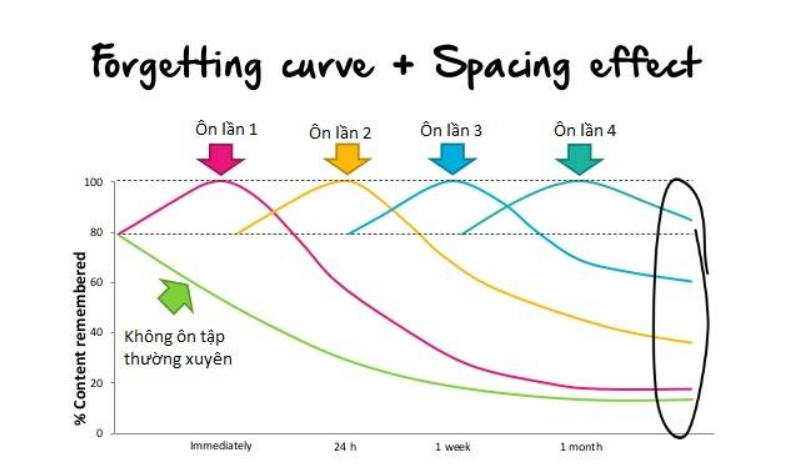 Forgetting curve + Spacing effect
Ôn lần 1
Ôn lần 2
Ôn lần 3
Ôn lần 4
% Content remembered
100
80
60
40
20
0
Không ôn tập
thường xuyên
Immediately
24 h
1 week
1 month